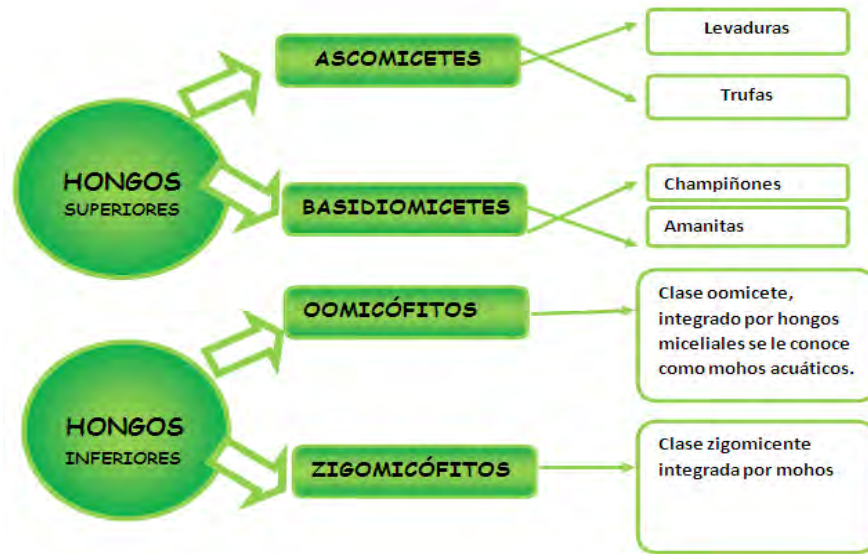 HONGOS
SUPERIORES
ASCOMICETES
Levaduras
Trufas
BASIDIOMICETES
Champiñones
Amanitas
HONGOS
INFERIORES
OOMICÓFITOS
Clase oomicete,
integrado por hongos
miceliales se le conoce
como mohos acuáticos.
ZIGOMICÓFITOS
Clase zigomicente
integrada por mohos